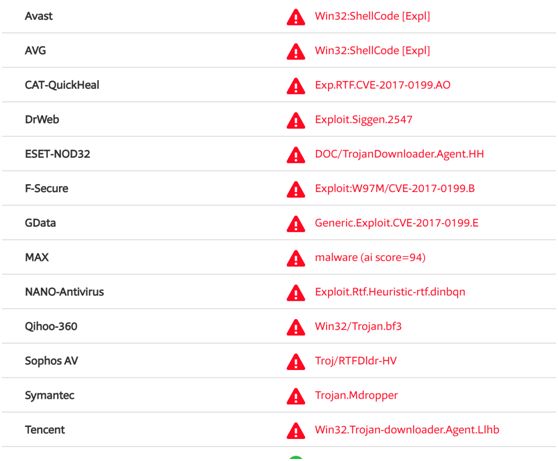 Avast Win32:ShellCode [Expl]
AVG Win32:ShellCode [Expl]
CAT-QuickHeal Exp.RTF.CVE-2017-0199.AO
DrWeb Exploit.Siggen.2547
ESET-NOD32 DOC/TrojanDownloader.Agent.HH
F-Secure Exploit:W97M/CVE-2017-0199.B
GData Generic.Exploit.CVE-2017-0199.E
MAX malware (ai score=94)
NANO-Antivirus Exploit.Rtf.Heuristic-rtf.dinbqn
Qihoo-360 Win32/Trojan.bf3
Sophos AV Troj/RTFDldr-HV
Symantec Trojan.Mdropper
Tencent Win32.Trojan-downloader.Agent.Llhb